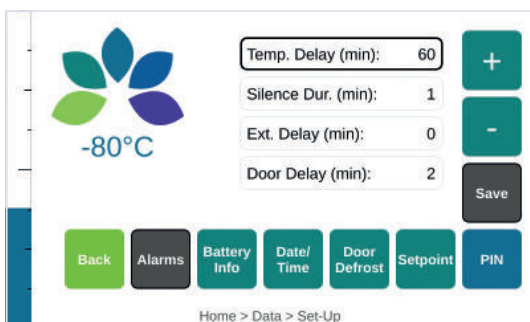 -80°C
Temp. Delay (min): 60
Silence Dur. (min): 1
Ext. Delay (min): 0
Door Delay (min): 2
+
-
Save
Back
Alarms
Battery
Info
Date/
Time
Door
Defrost
Setpoint
PIN
Home > Data > Set-Up